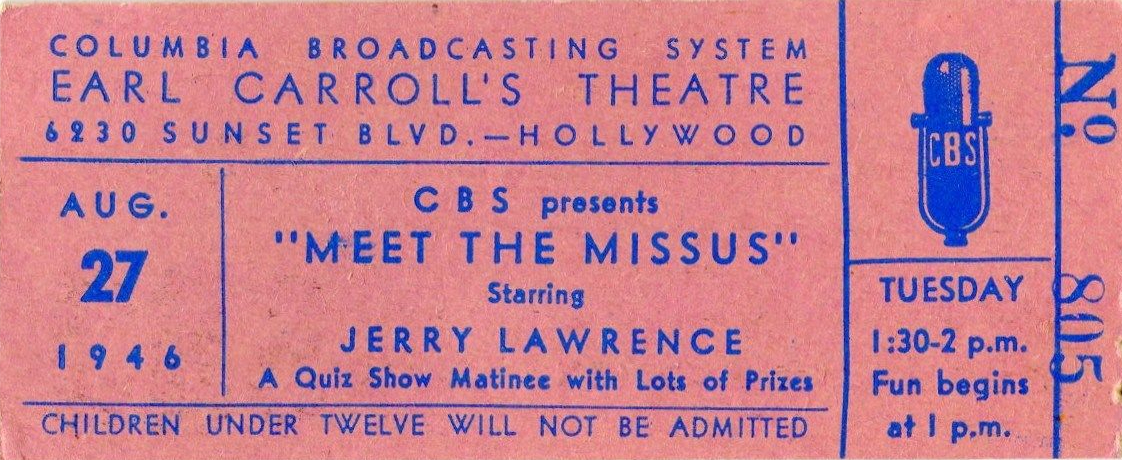 COLUMBIA BROADCASTING SYSTEM
EARL CARROLL'S THEATRE
6230 SUNSET BLVD.—HOLLYWOOD
AUG.
27
1946
CBS presents
"MEET THE MISSUS"
Starring
JERRY LAWRENCE
A Quiz Show Matinee with Lots of Prizes
CHILDREN UNDER TWELVE WILL NOT BE ADMITTED
CBS
TUESDAY
1:30-2 p.m.
Fun begins
at 1 p.m.
No. 805